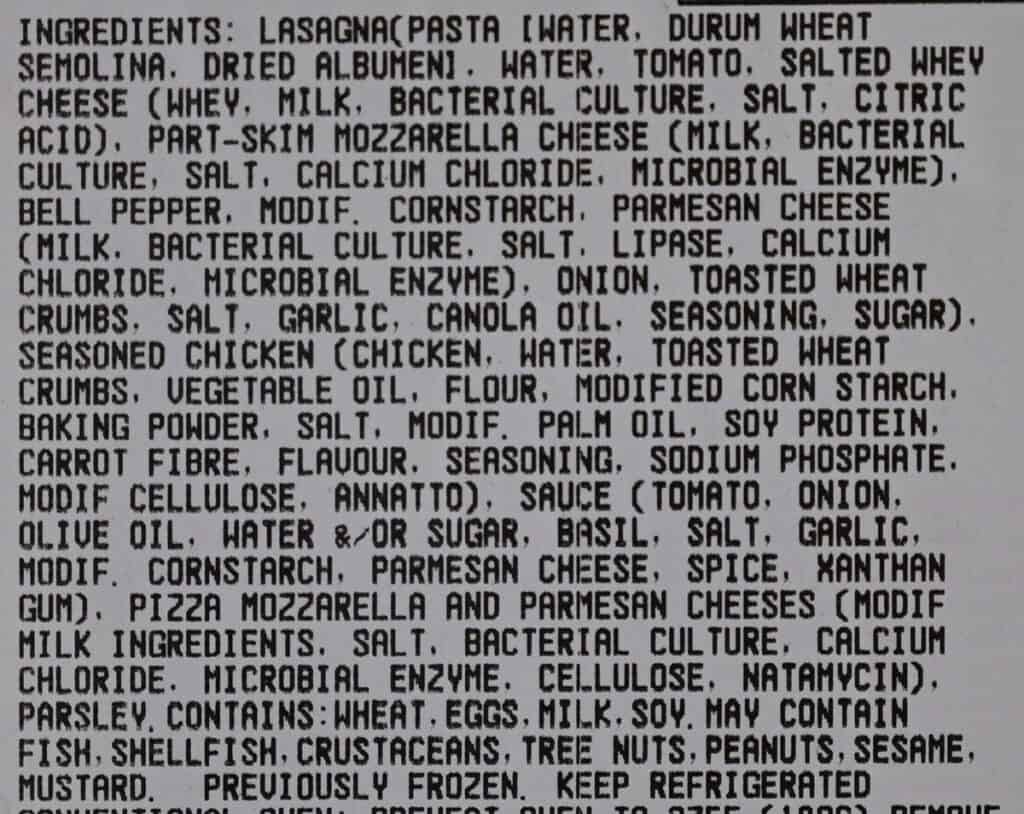 INGREDIENTS: LASAGNA(PASTA [WATER, DURUM WHEAT
SEMOLINA, DRIED ALBUMEN], WATER, TOMATO, SALTED WHEY
CHEESE (WHEY, MILK, BACTERIAL CULTURE, SALT, CITRIC
ACID), PART-SKIM MOZZARELLA CHEESE (MILK, BACTERIAL
CULTURE, SALT, CALCIUM CHLORIDE, MICROBIAL ENZYME),
BELL PEPPER, MODIF. CORNSTARCH, PARMESAN CHEESE
(MILK, BACTERIAL CULTURE, SALT, LIPASE, CALCIUM
CHLORIDE, MICROBIAL ENZYME), ONION, TOASTED WHEAT
CRUMBS, SALT, GARLIC, CANOLA OIL, SEASONING, SUGAR),
SEASONED CHICKEN (CHICKEN, WATER, TOASTED WHEAT
CRUMBS, VEGETABLE OIL, FLOUR, MODIFIED CORN STARCH,
BAKING POWDER, SALT, MODIF. PALM OIL, SOY PROTEIN,
CARROT FIBRE, FLAVOUR, SEASONING, SODIUM PHOSPHATE,
MODIF CELLULOSE, ANNATTO), SAUCE (TOMATO, ONION,
OLIVE OIL, WATER &/OR SUGAR, BASIL, SALT, GARLIC,
MODIF. CORNSTARCH, PARMESAN CHEESE, SPICE, XANTHAN
GUM), PIZZA MOZZARELLA AND PARMESAN CHEESES (MODIF
MILK INGREDIENTS, SALT, BACTERIAL CULTURE, CALCIUM
CHLORIDE, MICROBIAL ENZYME, CELLULOSE, NATAMYCIN),
PARSLEY. CONTAINS:WHEAT,EGGS,MILK,SOY. MAY CONTAIN
FISH,SHELLFISH,CRUSTACEANS,TREE NUTS,PEANUTS,SESAME,
MUSTARD. PREVIOUSLY FROZEN. KEEP REFRIGERATED
CONVENTIONAL OVEN: PREHEAT OVEN TO REMOVE